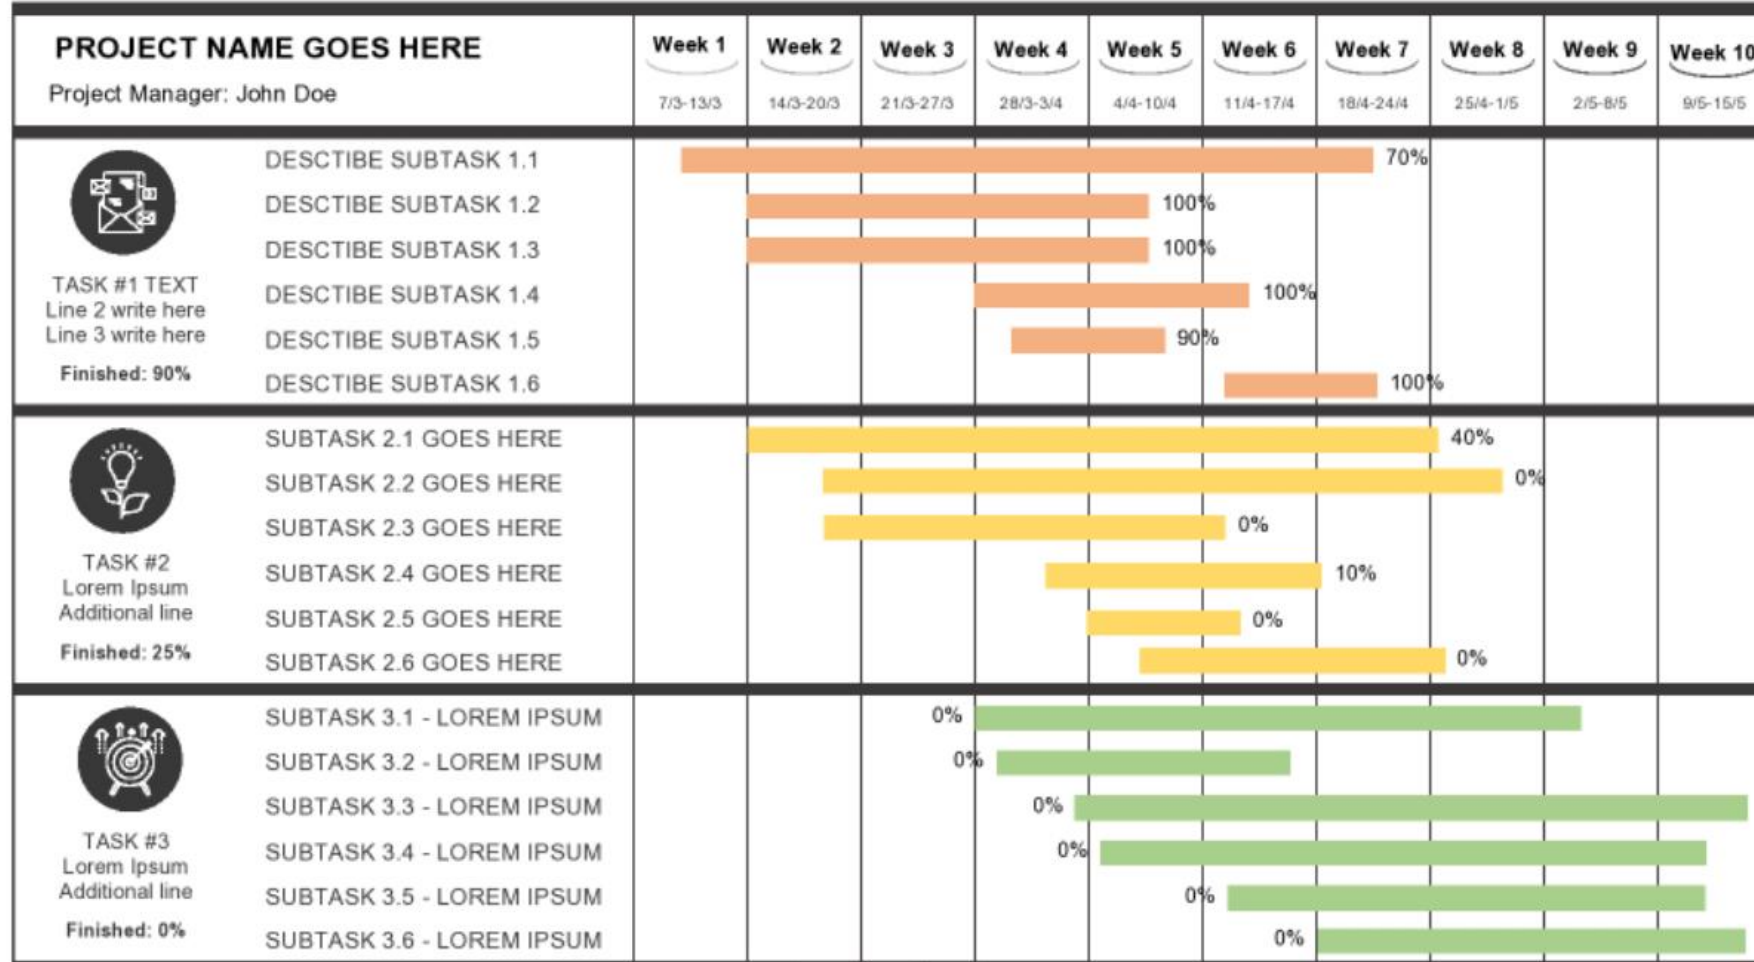 PROJECT NAME GOES HERE
Project Manager: John Doe
Week 1
Week 2
Week 3
Week 4
Week 5
Week 6
Week 7
Week 8
Week 9
Week 10
7/3-13/3
14/3-20/3
21/3-27/3
28/3-3/4
4/4-10/4
11/4-17/4
18/4-24/4
25/4-1/5
2/5-8/5
9/5-15/5
TASK #1 TEXT
Line 2 write here
Line 3 write here
Finished: 90%
DESCTIBE SUBTASK 1.1
70%
DESCTIBE SUBTASK 1.2
100%
DESCTIBE SUBTASK 1.3
100%
DESCTIBE SUBTASK 1.4
100%
DESCTIBE SUBTASK 1.5
90%
DESCTIBE SUBTASK 1.6
100%
TASK #2
Lorem Ipsum
Additional line
Finished: 25%
SUBTASK 2.1 GOES HERE
40%
SUBTASK 2.2 GOES HERE
0%
SUBTASK 2.3 GOES HERE
0%
SUBTASK 2.4 GOES HERE
10%
SUBTASK 2.5 GOES HERE
0%
SUBTASK 2.6 GOES HERE
0%
TASK #3
Lorem Ipsum
Additional line
Finished: 0%
SUBTASK 3.1 - LOREM IPSUM
0%
SUBTASK 3.2 - LOREM IPSUM
0%
SUBTASK 3.3 - LOREM IPSUM
0%
SUBTASK 3.4 - LOREM IPSUM
0%
SUBTASK 3.5 - LOREM IPSUM
0%
SUBTASK 3.6 - LOREM IPSUM
0%